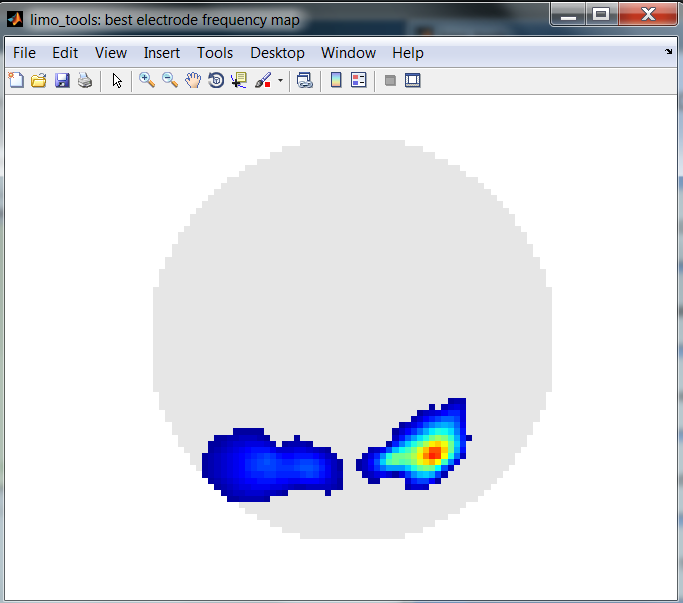 limo_tools: best electrode frequency map
File Edit View Insert Tools Desktop Window Help